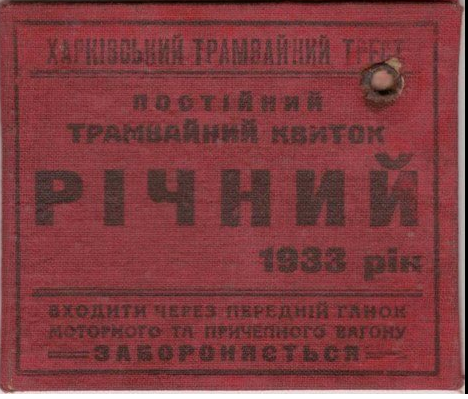 ХАРКІВСЬКИЙ ТРАМВАЙНИЙ ТРЕСТ
ПОСТІЙНИЙ
ТРАМВАЙНИЙ КВИТОК
РІЧНИЙ
1933 рік
ВХОДИТИ ЧЕРЕЗ ПЕРЕДНІЙ ГАНОК
МОТОРНОГО ТА ПРИЧЕПНОГО ВАГОНУ
ЗАБОРОНЯЄТЬСЯ